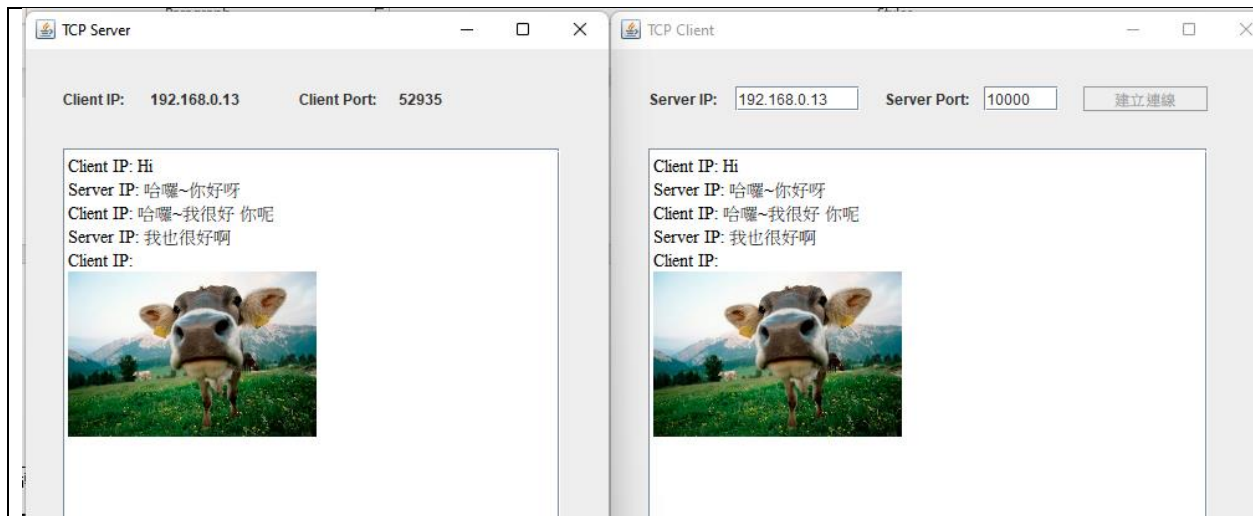 TCP Server
Client IP: 192.168.0.13 Client Port: 52935
Client IP: Hi
Server IP: 哈囉~你好呀
Client IP: 哈囉~我很好 你呢
Server IP: 我也很好啊
Client IP:
TCP Client
Server IP: 192.168.0.13 Server Port: 10000 建立連線
Client IP: Hi
Server IP: 哈囉~你好呀
Client IP: 哈囉~我很好 你呢
Server IP: 我也很好啊
Client IP: